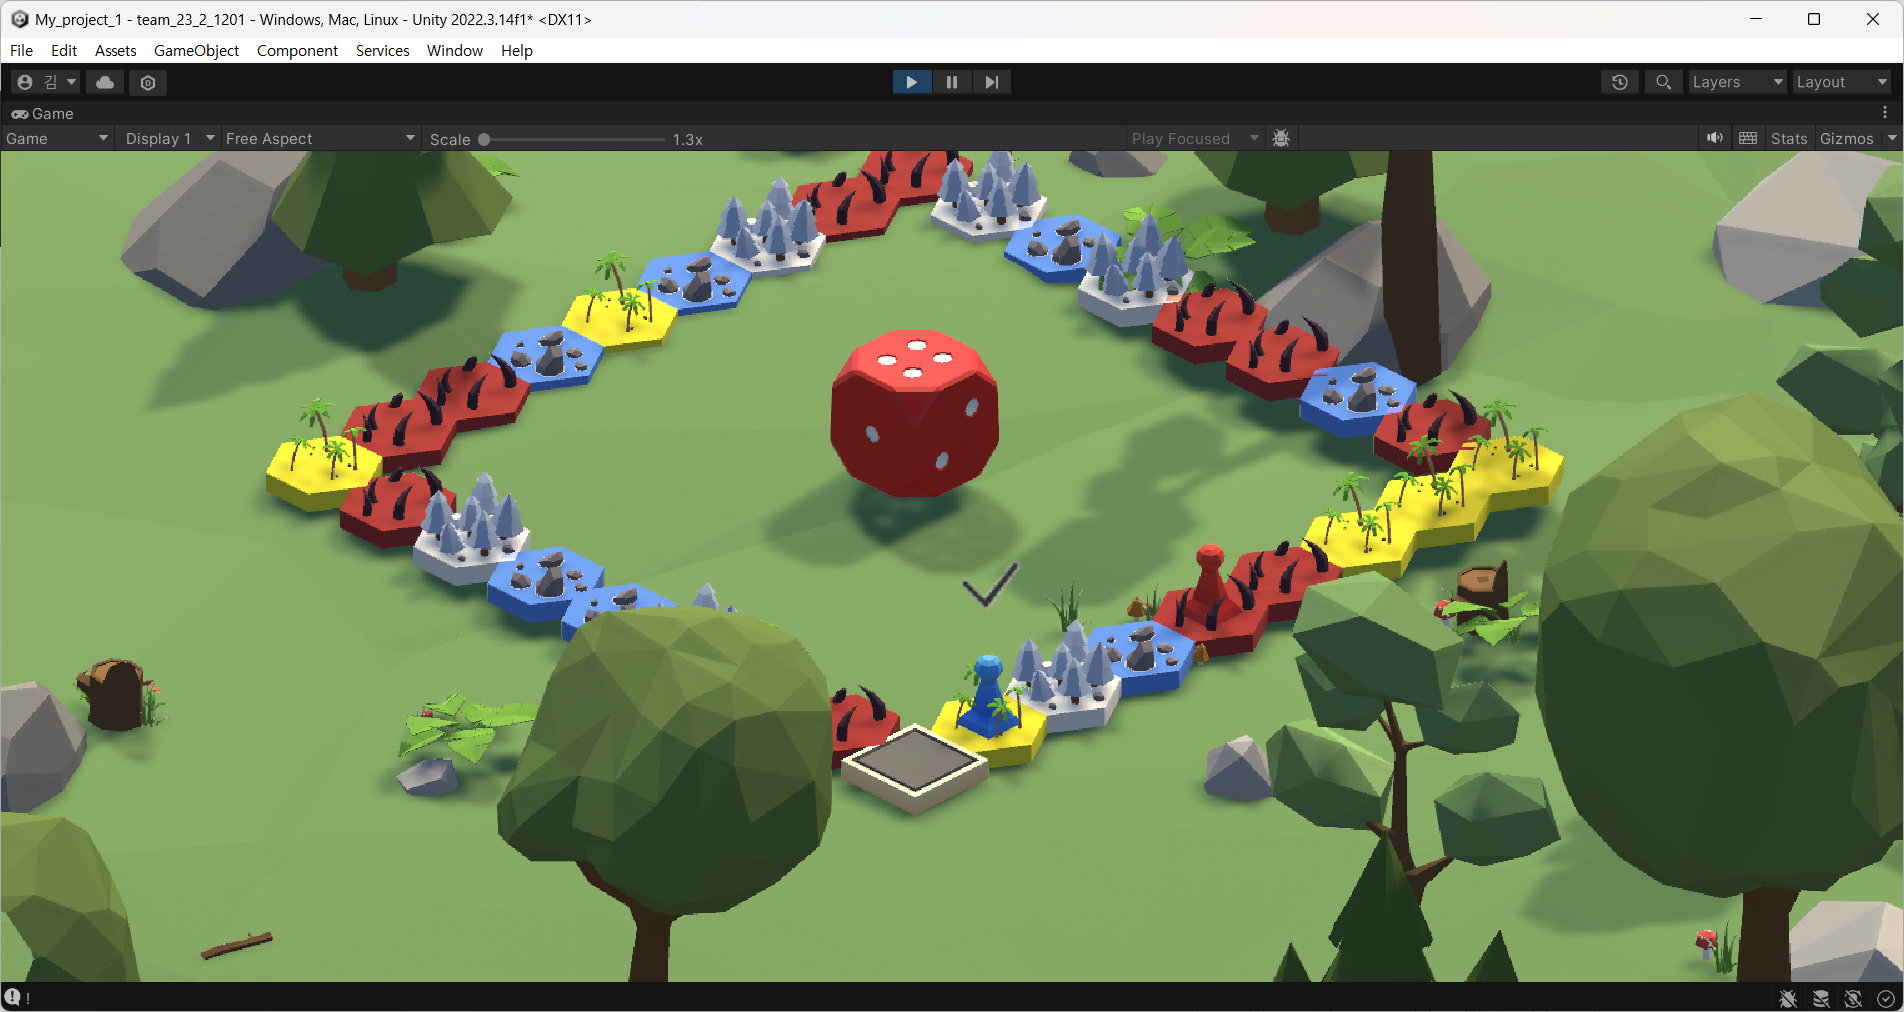 My_project_1 - team_23_2_1201 - Windows, Mac, Linux - Unity 2022.3.14f1* <DX11>
File Edit Assets GameObject Component Services Window Help
김 Layers Layout
Game
Game Display 1 Free Aspect Scale 1.3x Play Focused Stats Gizmos
!